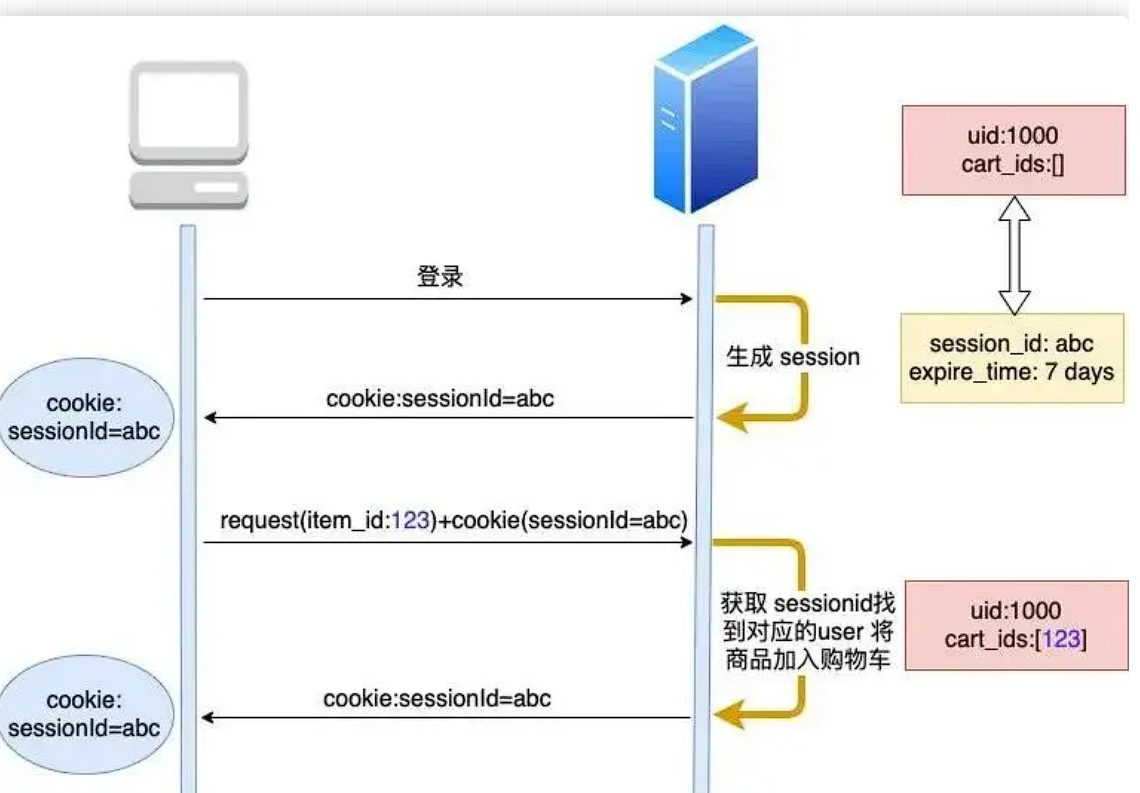 uid:1000
cart_ids:[]
登录
session_id: abc
expire_time: 7 days
生成 session
cookie:sessionId=abc
cookie:
sessionId=abc
request(item_id:123)+cookie(sessionId=abc)
获取 sessionid找
到对应的user 将
商品加入购物车
uid:1000
cart_ids:[123]
cookie:sessionId=abc
cookie:
sessionId=abc